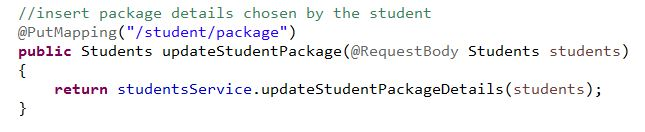 //insert package details chosen by the student
@PutMapping("/student/package")
public Students updateStudentPackage(@RequestBody Students students)
{
    return studentsService.updateStudentPackageDetails(students);
}